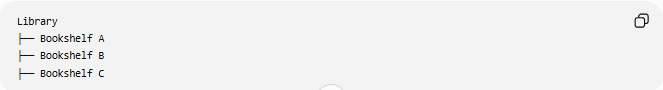 Library
├── Bookshelf A
├── Bookshelf B
├── Bookshelf C